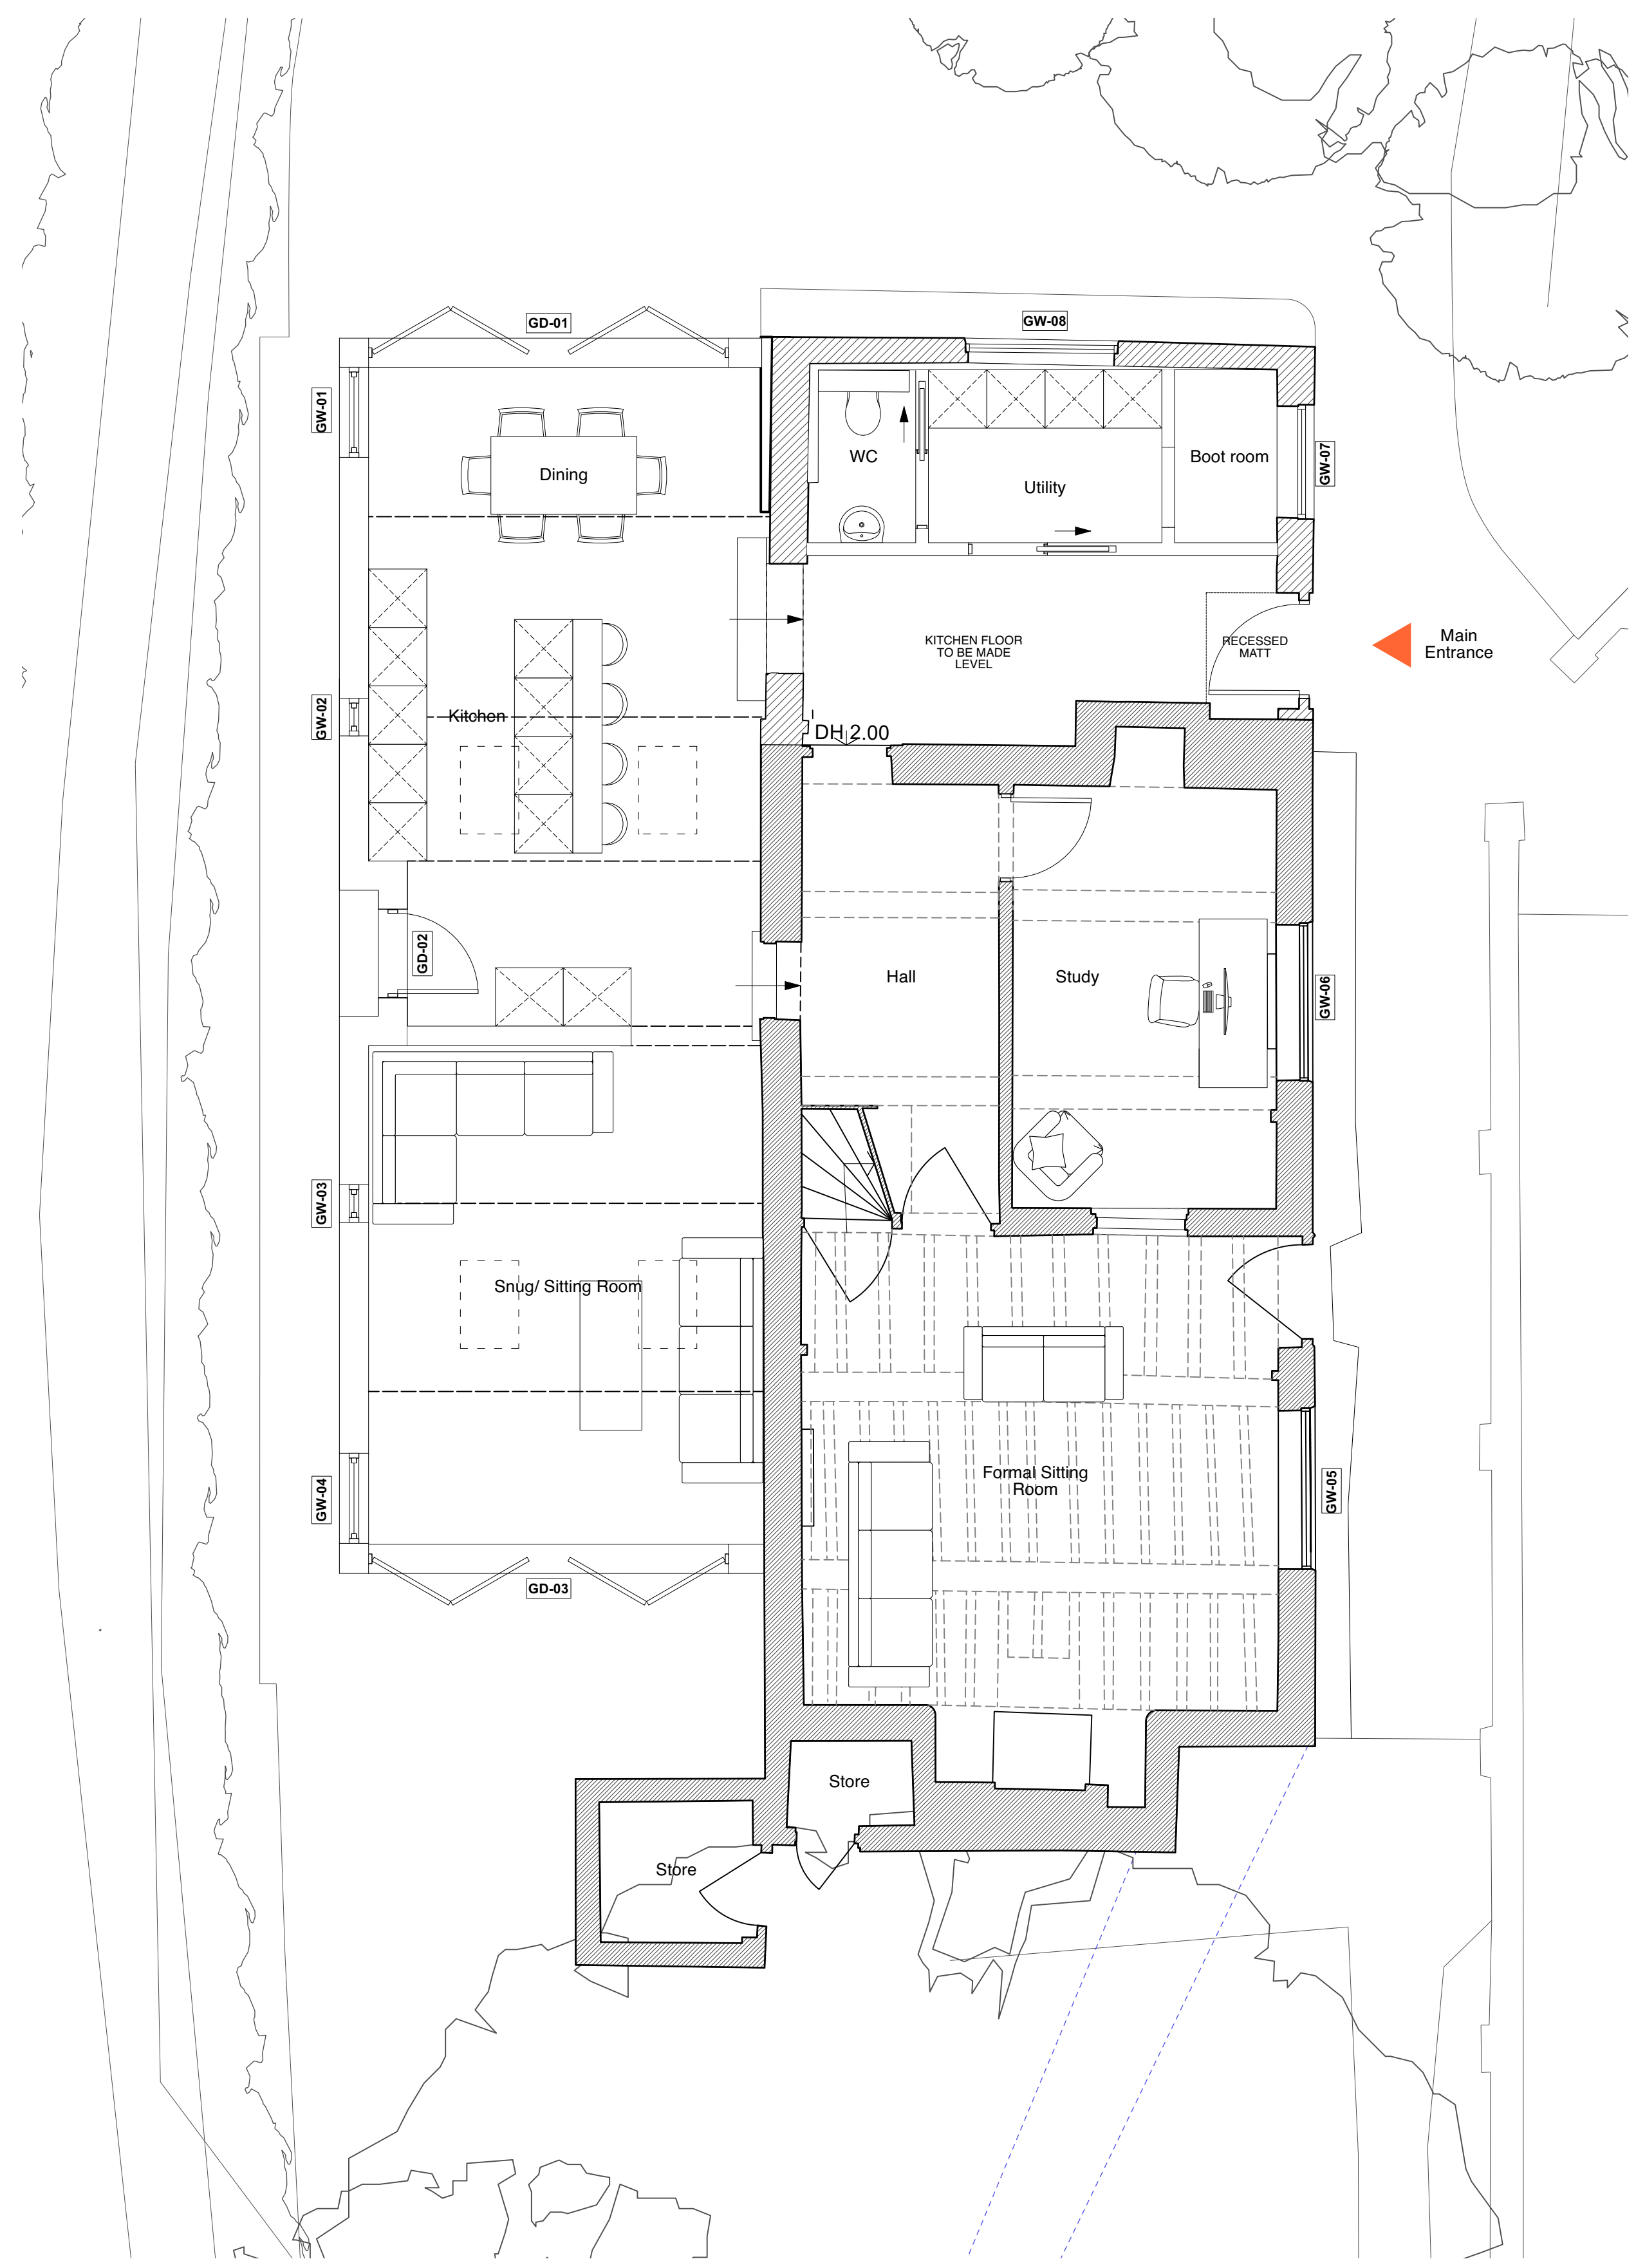 GD-01
GW-08
GW-01
Dining
WC
Utility
Boot room
GW-07
KITCHEN FLOOR
TO BE MADE
LEVEL
RECESSED
MATT
Main
Entrance
GW-02
Kitchen
DH 2.00
GD-02
Hall
Study
GW-06
GW-03
Snug/ Sitting Room
GW-04
Formal Sitting
Room
GW-05
GD-03
Store
Store